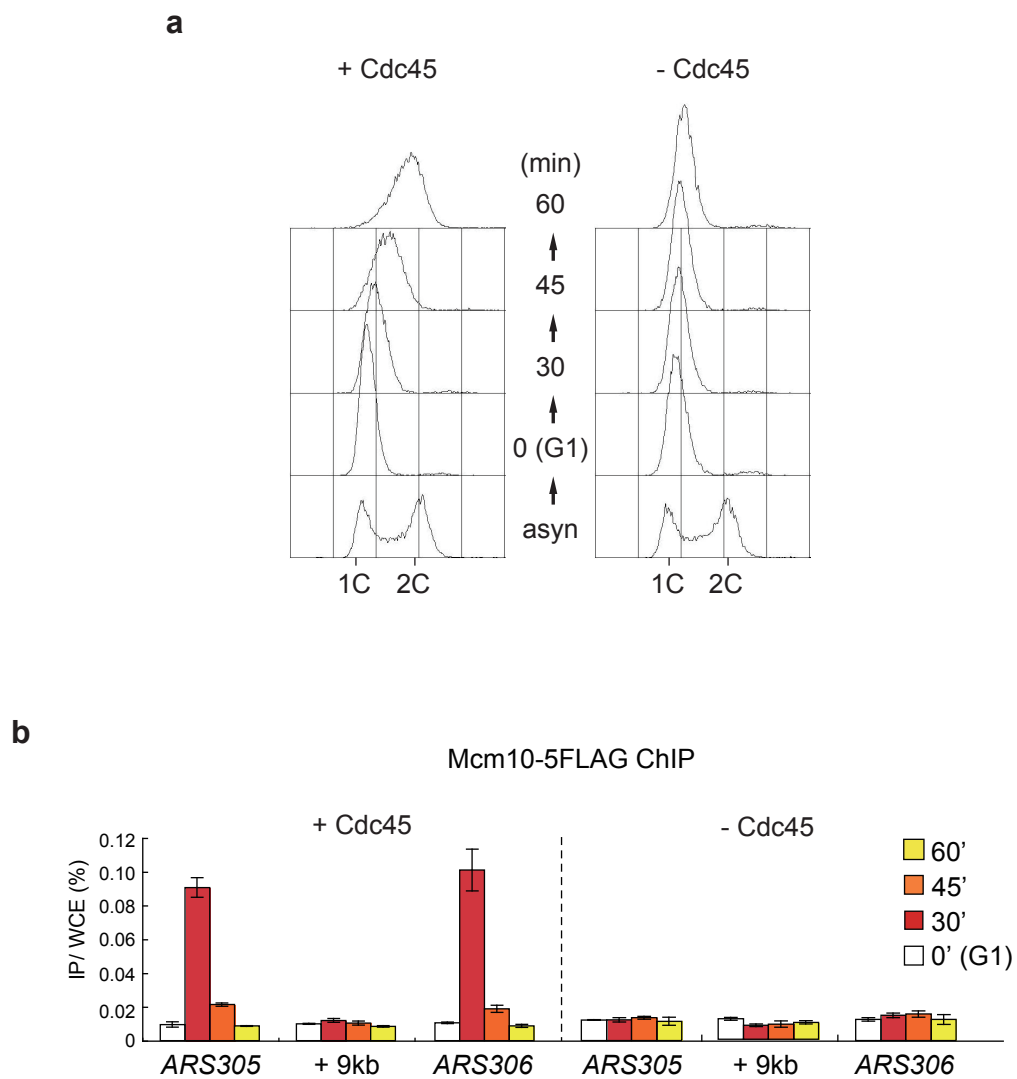 a
+ Cdc45
- Cdc45
(min)
60
45
30
0 (G1)
asyn
1C 2C
1C 2C
b
Mcm10-5FLAG ChIP
+ Cdc45
- Cdc45
IP/ WCE (%)
0.12
0.10
0.08
0.06
0.04
0.02
0
60’
45’
30’
0’ (G1)
ARS305 + 9kb ARS306 ARS305 + 9kb ARS306